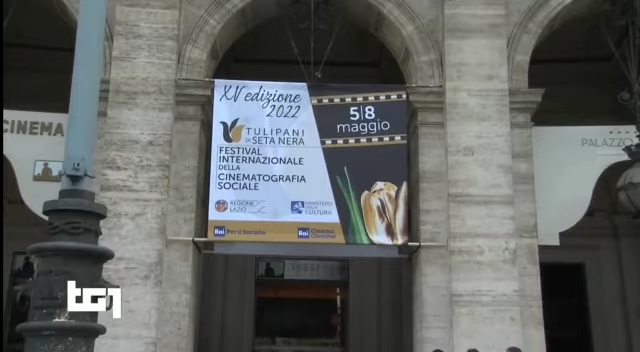 XV edizione
2022
TULIPANI
DI SETA NERA
FESTIVAL
INTERNAZIONALE
DELLA
CINEMATOGRAFIA
SOCIALE
REGIONE
LAZIO
MINISTERO
DELLA
CULTURA
Rai Per il Sociale
Rai Cinema
5|8
maggio
CINEMA
PALAZZO
tg1